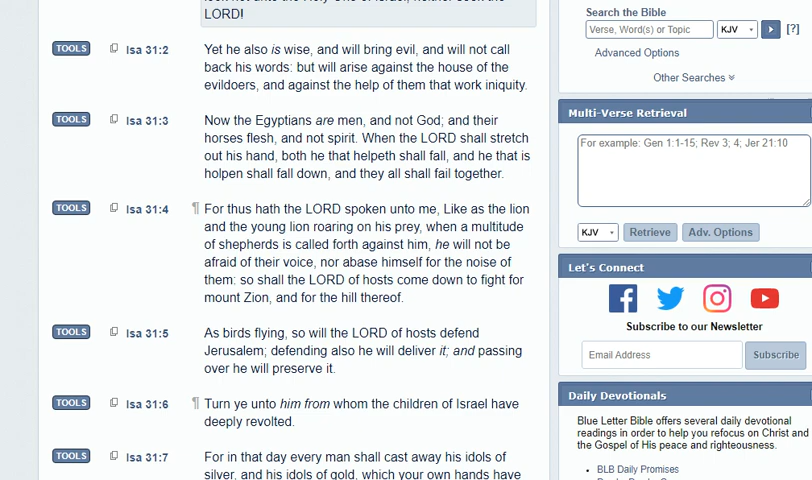 LORD!
TOOLS Isa 31:2 Yet he also is wise, and will bring evil, and will not call
back his words: but will arise against the house of the
evildoers, and against the help of them that work iniquity.
TOOLS Isa 31:3 Now the Egyptians are men, and not God; and their
horses flesh, and not spirit. When the LORD shall stretch
out his hand, both he that helpeth shall fall, and he that is
holpen shall fall down, and they all shall fail together.
TOOLS Isa 31:4 ¶ For thus hath the LORD spoken unto me, Like as the lion
and the young lion roaring on his prey, when a multitude
of shepherds is called forth against him, he will not be
afraid of their voice, nor abase himself for the noise of
them: so shall the LORD of hosts come down to fight for
mount Zion, and for the hill thereof.
TOOLS Isa 31:5 As birds flying, so will the LORD of hosts defend
Jerusalem; defending also he will deliver it; and passing
over he will preserve it.
TOOLS Isa 31:6 ¶ Turn ye unto him from whom the children of Israel have
deeply revolted.
TOOLS Isa 31:7 For in that day every man shall cast away his idols of
silver, and his idols of gold, which your own hands have
Search the Bible
Verse, Word(s) or Topic KJV [?]
Advanced Options
Other Searches
Multi-Verse Retrieval
For example: Gen 1:1-15; Rev 3; 4; Jer 21:10
KJV Retrieve Adv. Options
Let's Connect
Subscribe to our Newsletter
Email Address Subscribe
Daily Devotionals
Blue Letter Bible offers several daily devotional
readings in order to help you refocus on Christ and
the Gospel of His peace and righteousness.
BLB Daily Promises